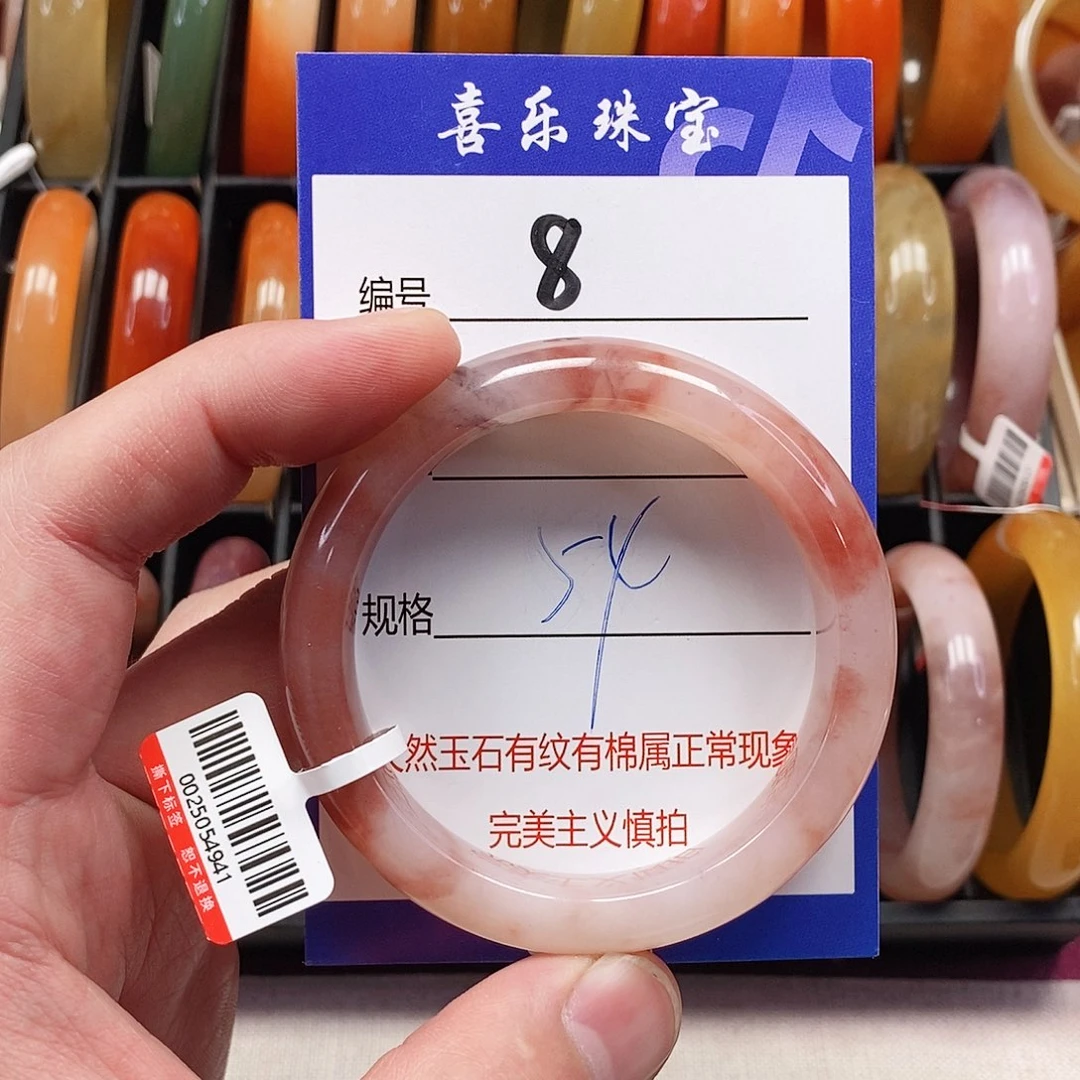 喜乐珠宝
编号 8
规格 54
然玉石有纹有棉属正常现象
完美主义慎拍
0025054941
撕下标签 恕不退换